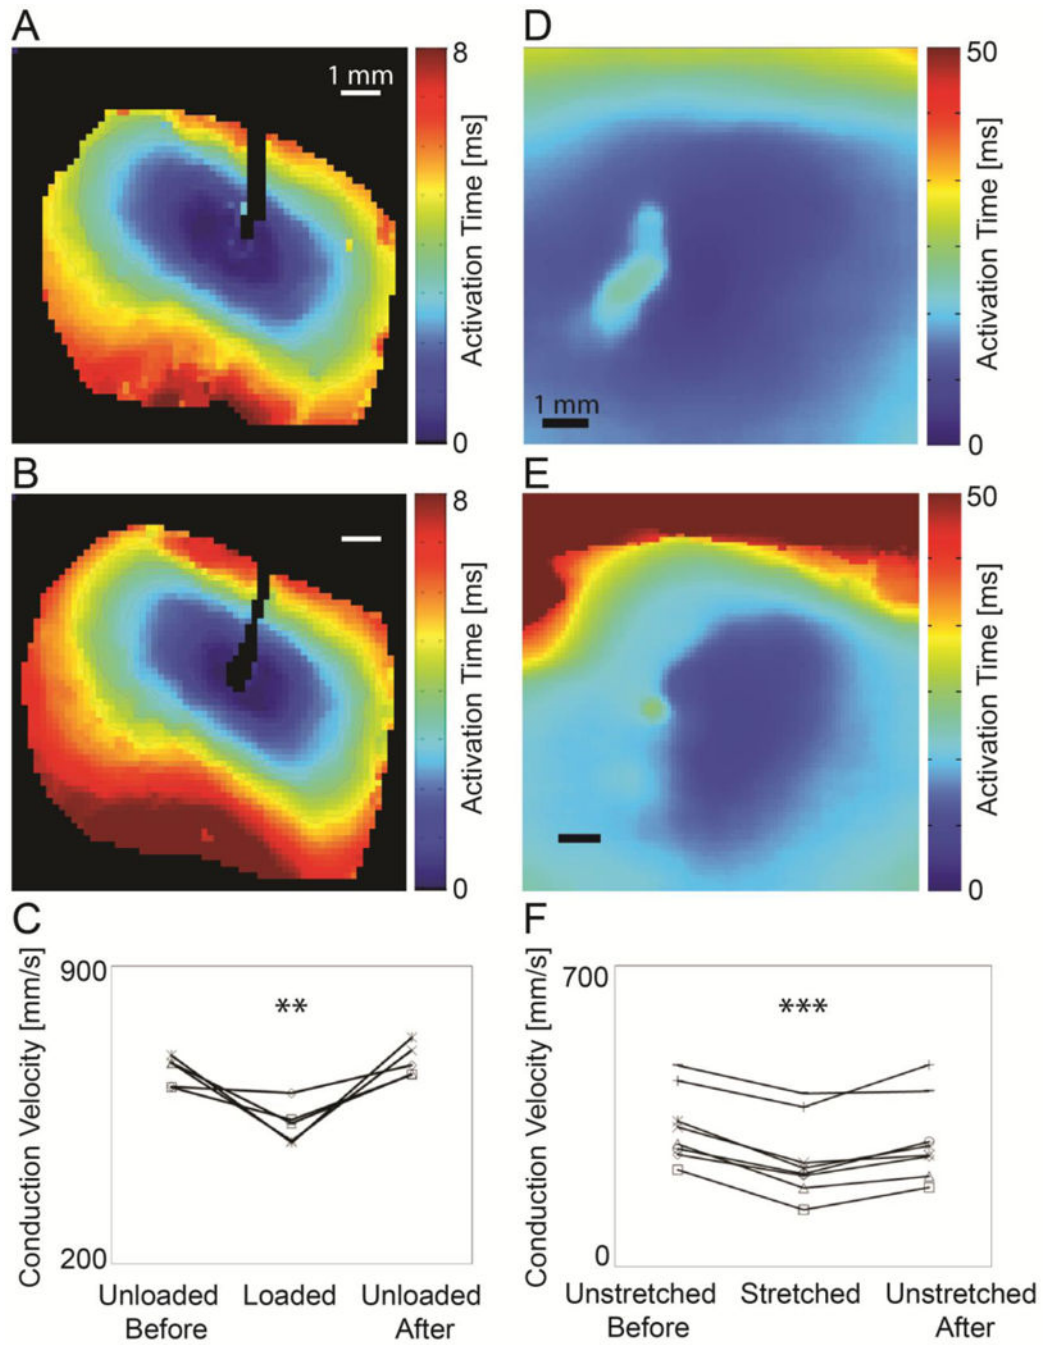 A
1 mm
8
Activation Time [ms]
0
D
1 mm
50
Activation Time [ms]
0
B
8
Activation Time [ms]
0
E
50
Activation Time [ms]
0
C
Conduction Velocity [mm/s]
900
**
200
Unloaded Before
Loaded
Unloaded After
F
Conduction Velocity [mm/s]
700
***
0
Unstretched Before
Stretched
Unstretched After